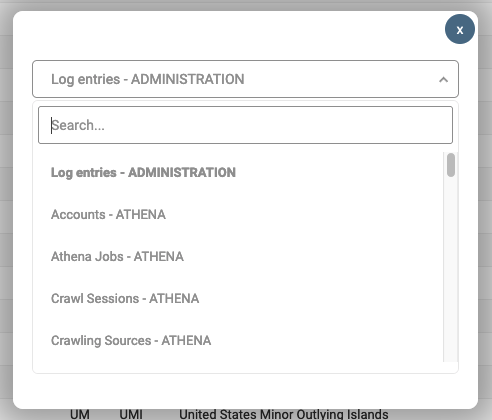 x
Log entries - ADMINISTRATION
Search...
Log entries - ADMINISTRATION
Accounts - ATHENA
Athena Jobs - ATHENA
Crawl Sessions - ATHENA
Crawling Sources - ATHENA
UM UMI United States Minor Outlying Islands